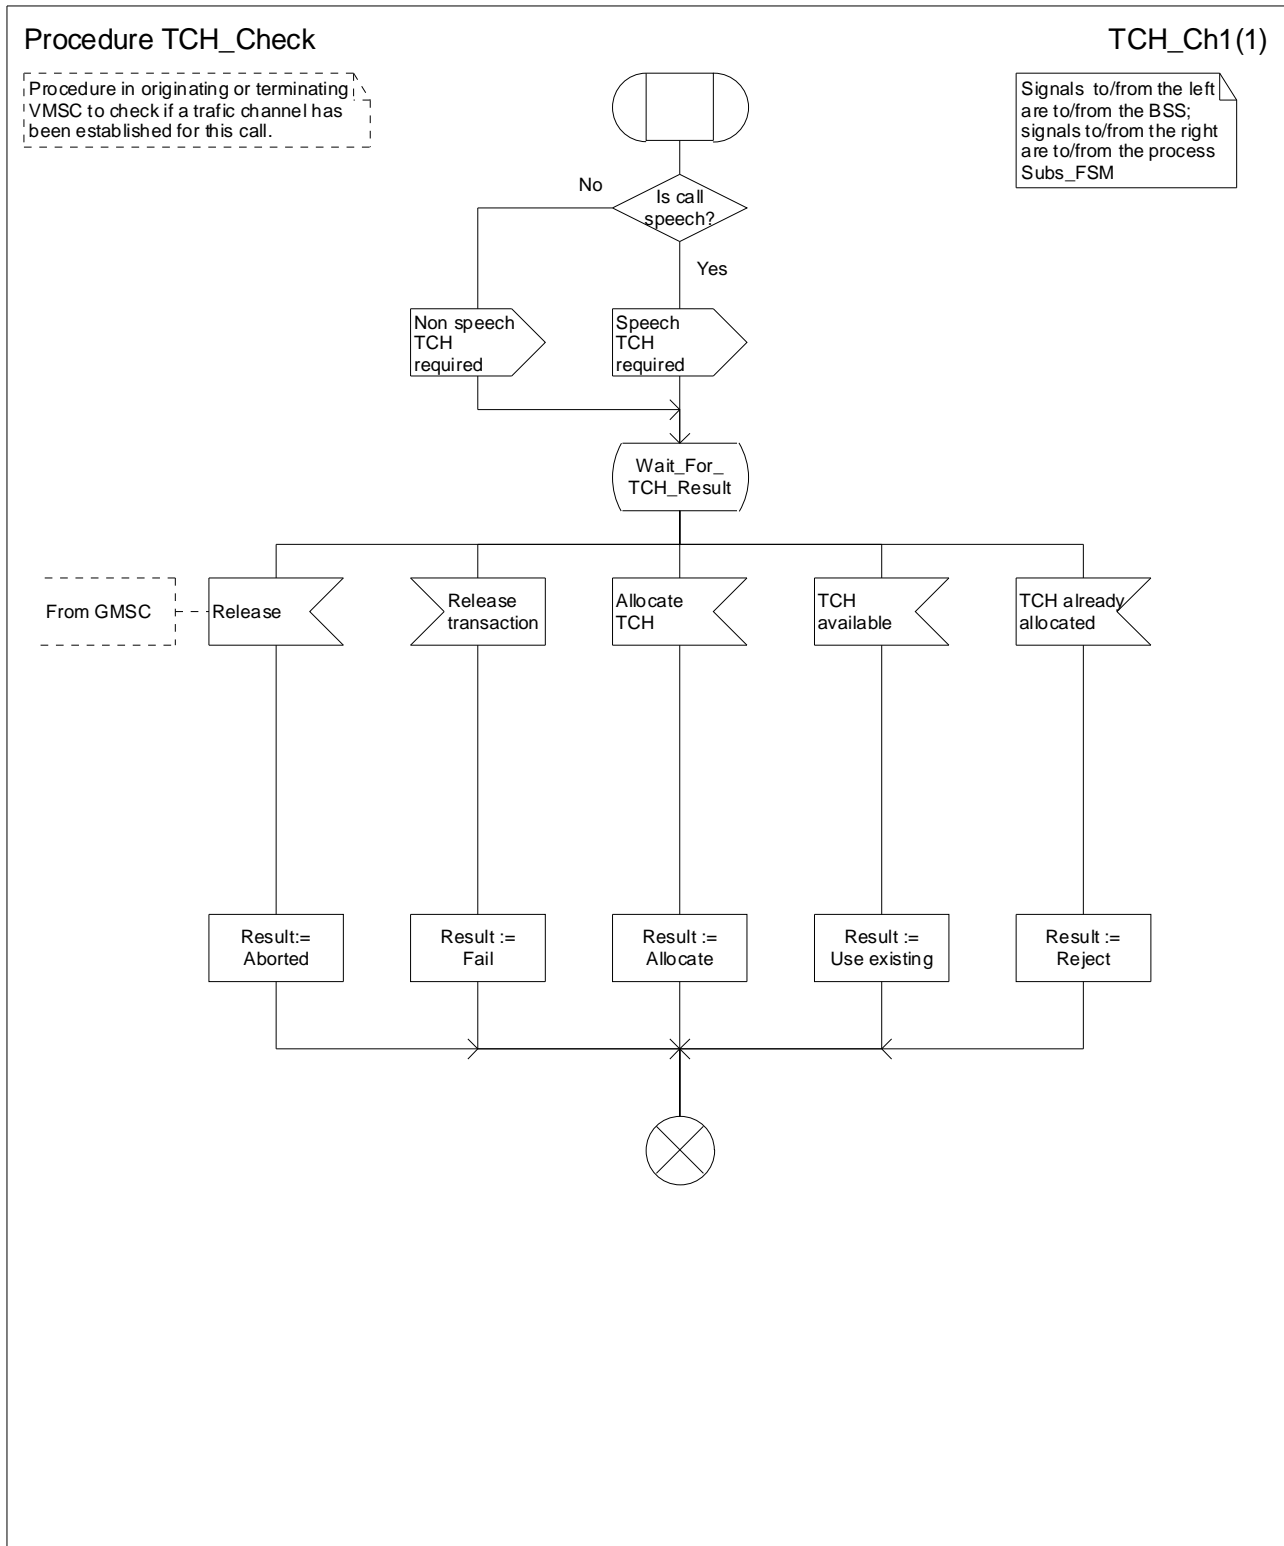 Procedure TCH_Check
TCH_Ch1(1)
Procedure in originating or terminating
VMSC to check if a trafic channel has
been established for this call.
Signals to/from the left
are to/from the BSS;
signals to/from the right
are to/from the process
Subs_FSM
No
Is call
speech?
Yes
Non speech
TCH
required
Speech
TCH
required
Wait_For_
TCH_Result
From GMSC
Release
Release
transaction
Allocate
TCH
TCH
available
TCH already
allocated
Result:=
Aborted
Result :=
Fail
Result :=
Allocate
Result :=
Use existing
Result :=
Reject